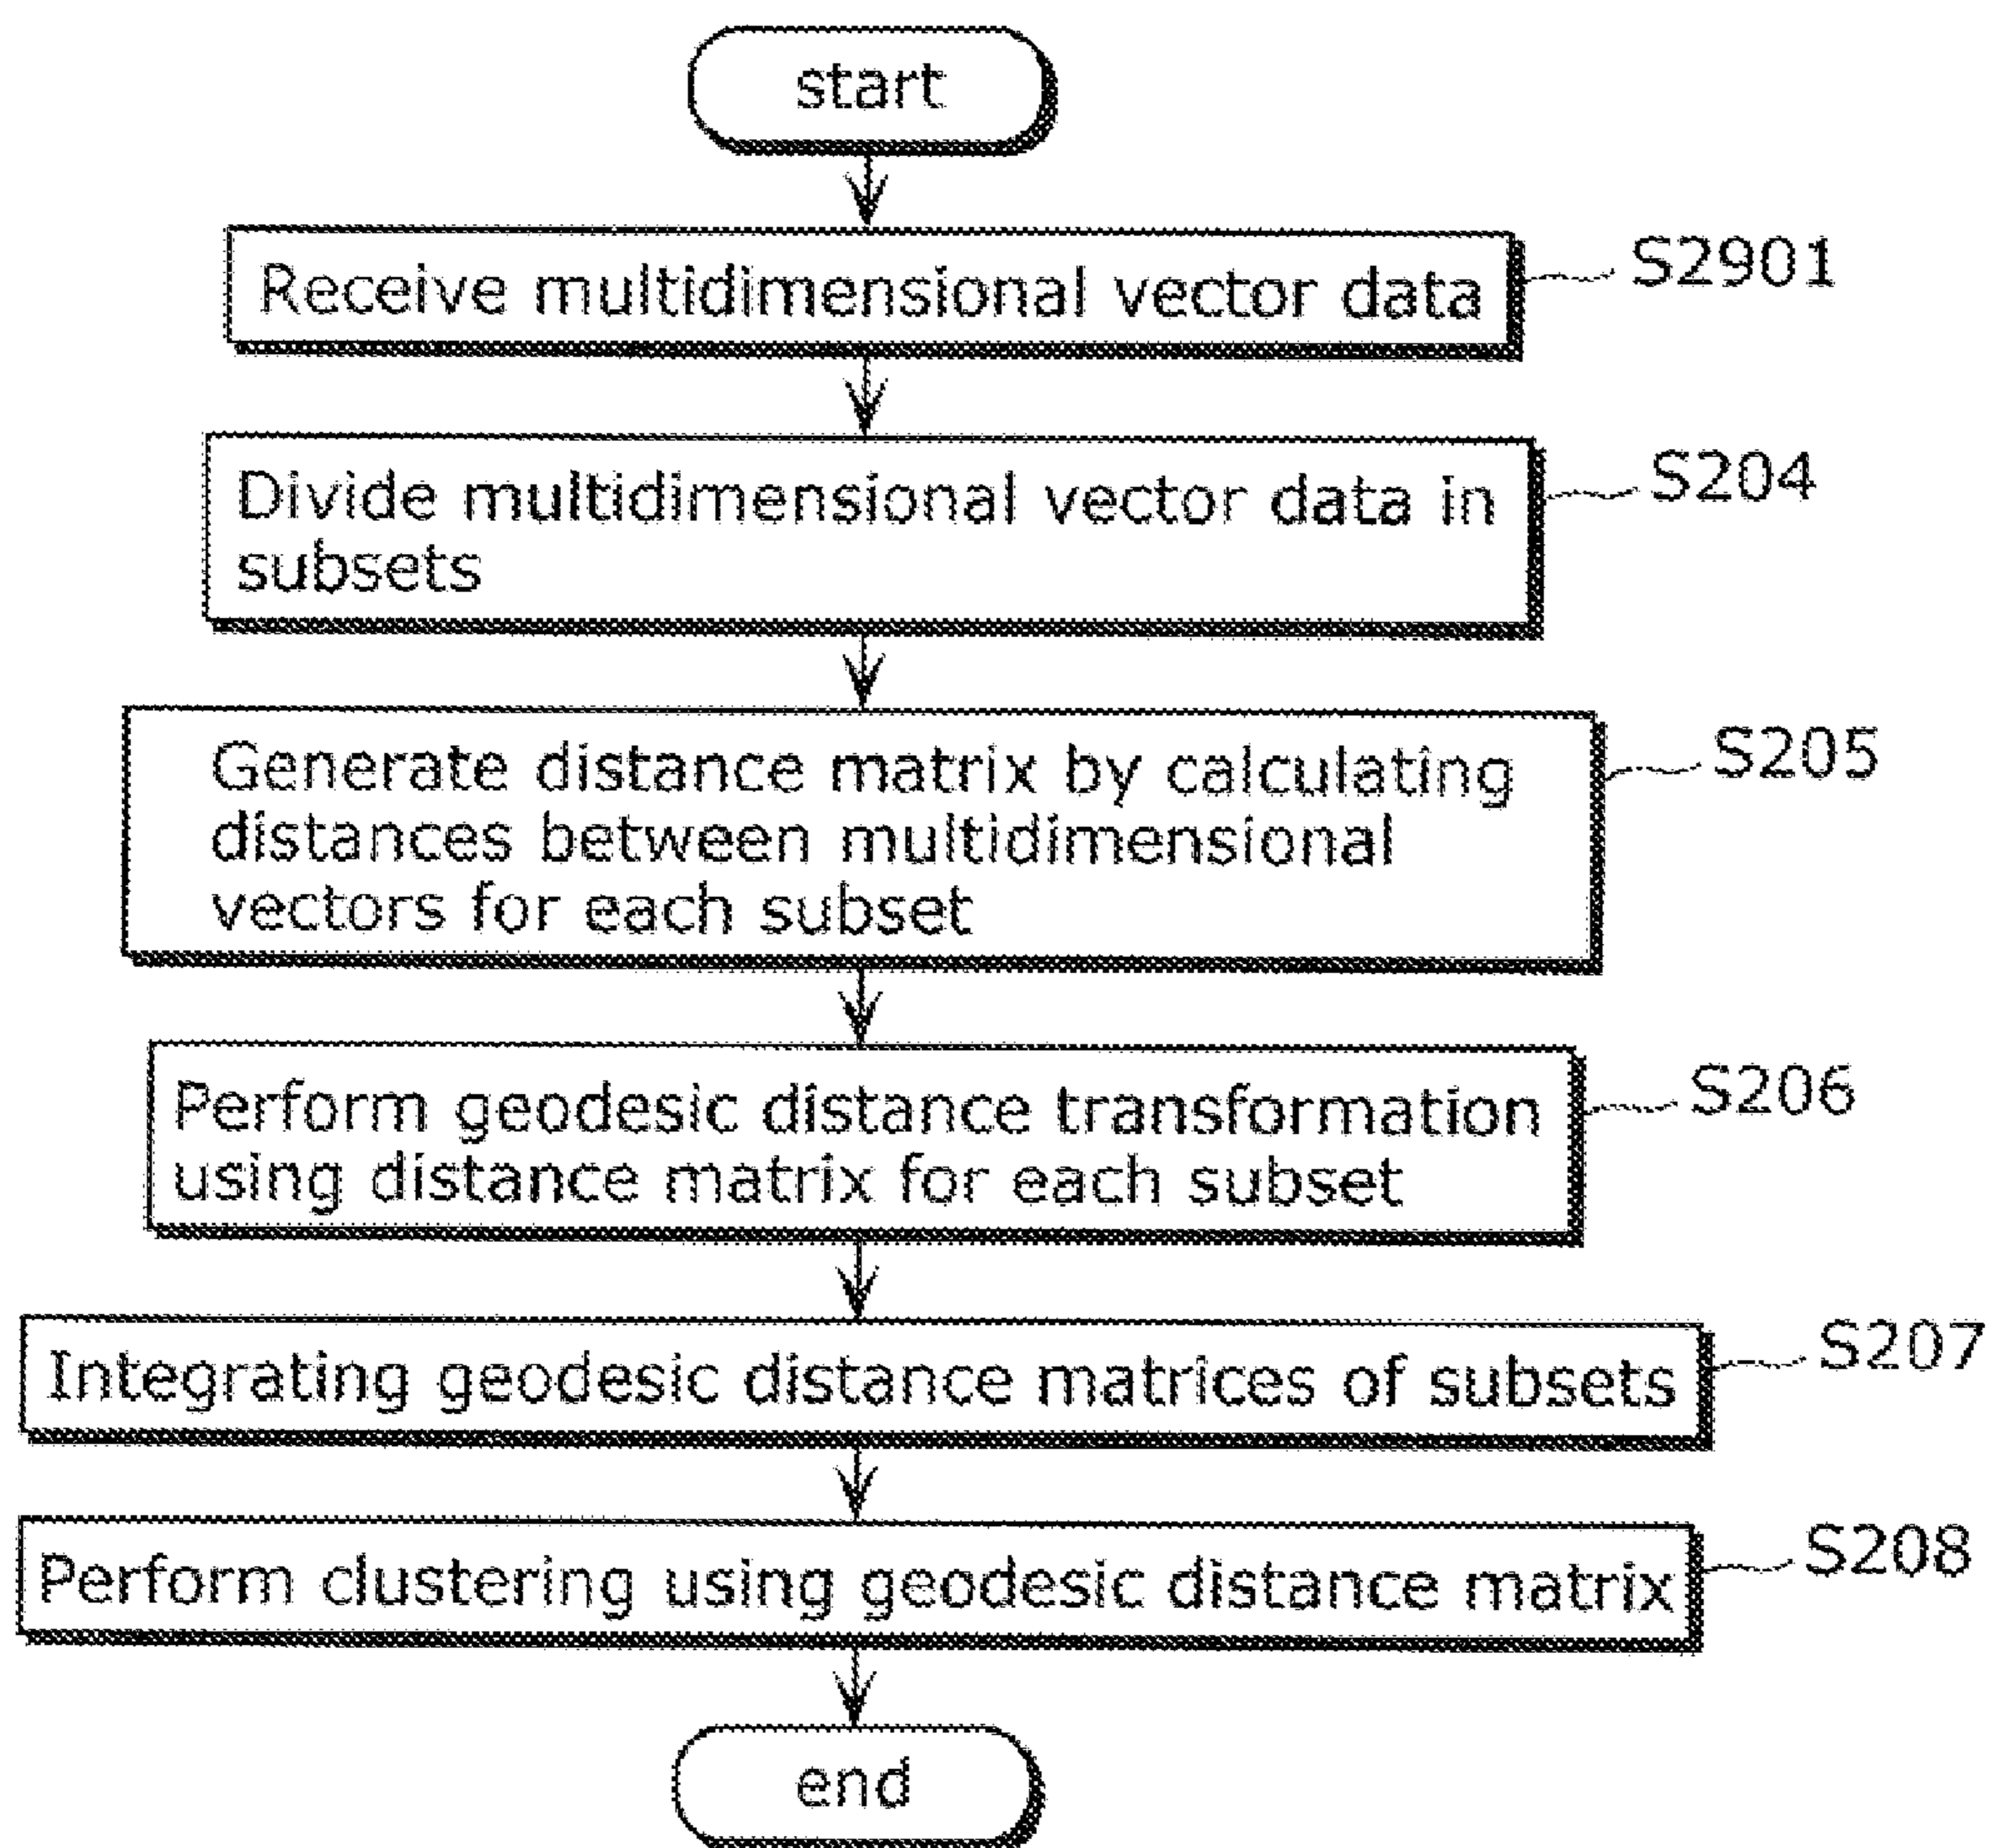 start
Receive multidimensional vector data
S2901
Divide multidimensional vector data in
subsets
S204
Generate distance matrix by calculating
distances between multidimensional
vectors for each subset
S205
Perform geodesic distance transformation
using distance matrix for each subset
S206
Integrating geodesic distance matrices of subsets
S207
Perform clustering using geodesic distance matrix
S208
end